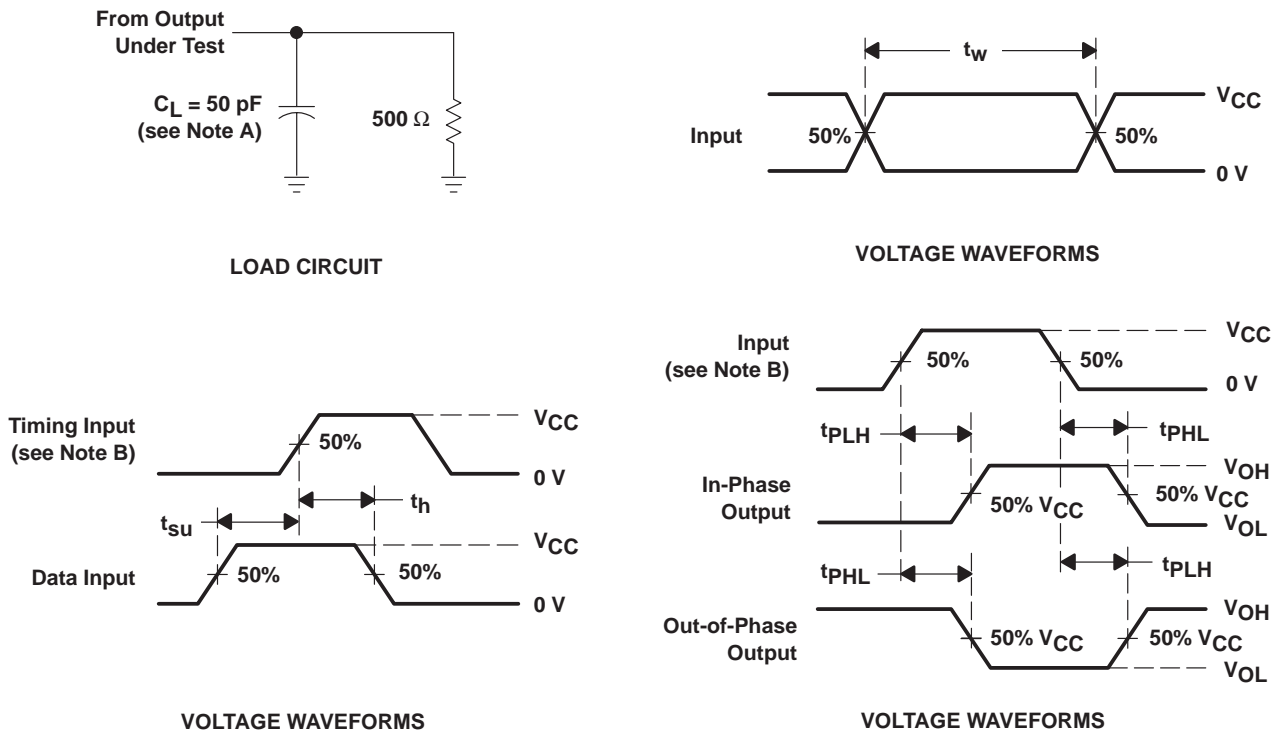 From Output
Under Test
CL = 50 pF
(see Note A)
500 Ω
LOAD CIRCUIT
tw
VCC
Input
50%
50%
0 V
VOLTAGE WAVEFORMS
Timing Input
(see Note B)
50%
VCC
0 V
th
tsu
VCC
Data Input
50%
50%
0 V
VOLTAGE WAVEFORMS
Input
(see Note B)
50%
50%
VCC
0 V
tPLH
tPHL
In-Phase
Output
50% VCC
VOH
50% VCC
VOL
tPHL
tPLH
Out-of-Phase
Output
50% VCC
VOH
50% VCC
VOL
VOLTAGE WAVEFORMS